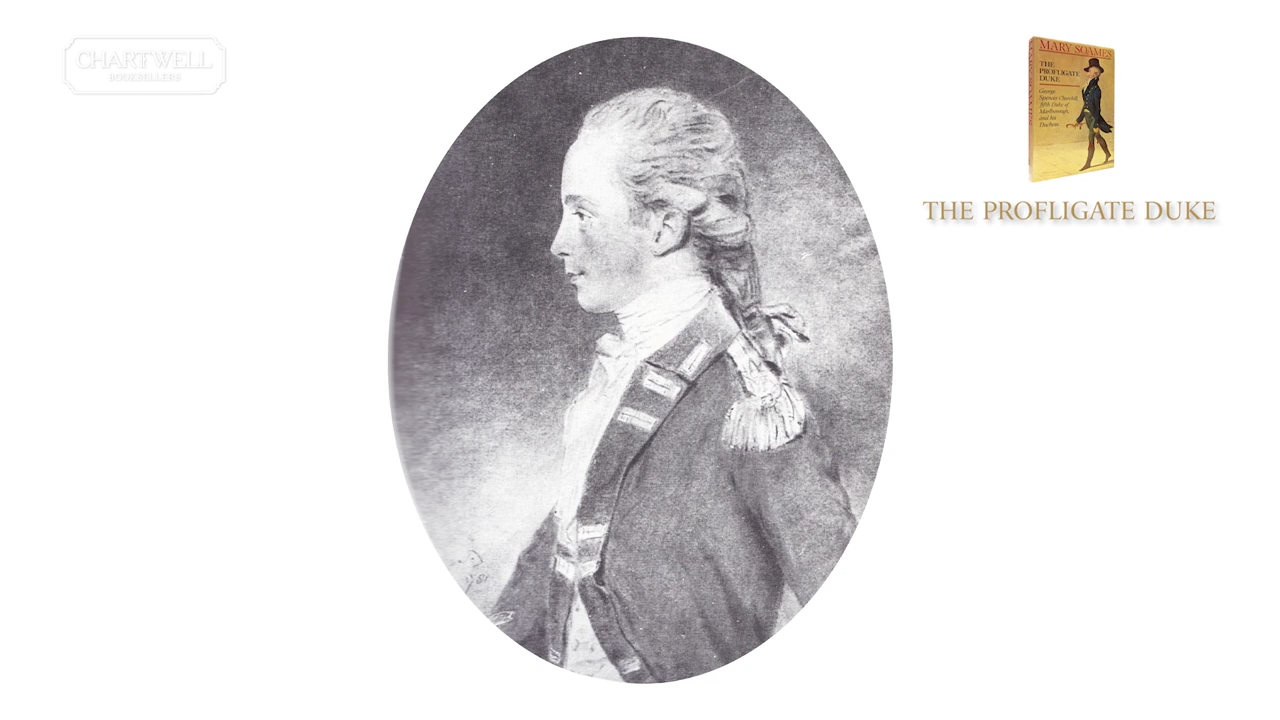 CHARTWELL
BOOKSELLERS
MARY SOAMES
THE
PROFLIGATE
DUKE
George
Spencer-Churchill,
fifth Duke of
Marlborough,
and his
Duchess
THE PROFLIGATE DUKE
1781